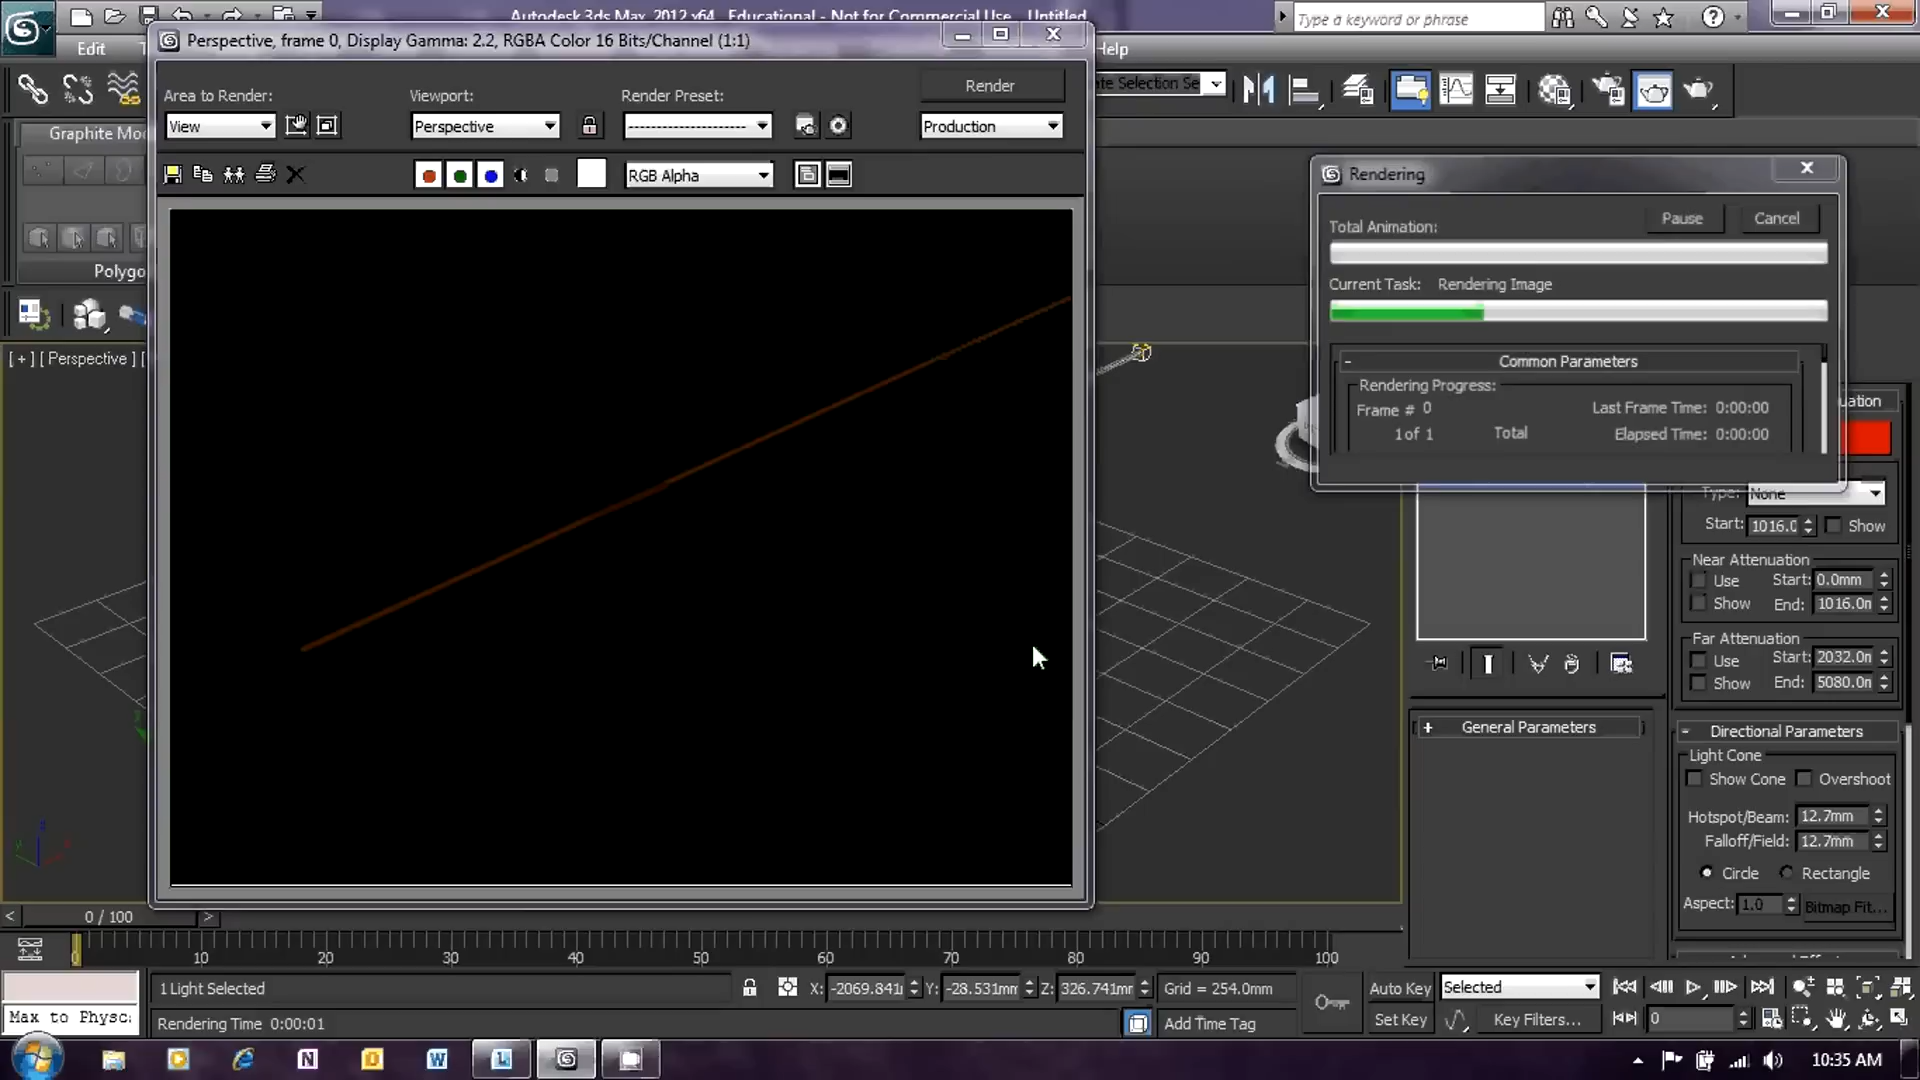 Autodesk 3ds Max 2012 x64 Educational - Not for Commercial Use Untitled
Type a keyword or phrase
Edit
Help
Perspective, frame 0, Display Gamma: 2.2, RGBA Color 16 Bits/Channel (1:1)
Area to Render:
Viewport:
Render Preset:
Render
View
Perspective
--------------------
Production
RGB Alpha
ate Selection Se
Graphite Mod
Polygo
[ + ] [ Perspective ] [
Rendering
Total Animation:
Pause
Cancel
Current Task: Rendering Image
- Common Parameters
Rendering Progress:
Frame # 0
Last Frame Time: 0:00:00
1 of 1
Total
Elapsed Time: 0:00:00
uation
Type: None
Start: 1016.0
Show
Near Attenuation
Use
Start: 0.0mm
Show
End: 1016.0m
Far Attenuation
Use
Start: 2032.0m
Show
End: 5080.0m
+ General Parameters
- Directional Parameters
Light Cone
Show Cone
Overshoot
Hotspot/Beam: 12.7mm
Falloff/Field: 12.7mm
Circle
Rectangle
Aspect: 1.0
Bitmap Fit...
< 0 / 100 >
0 10 20 30 40 50 60 70 80 90 100
1 Light Selected
X: -2069.841
Y: -28.531mm
Z: 326.741mm
Grid = 254.0mm
Auto Key
Selected
Max to Physc:
Rendering Time 0:00:01
Add Time Tag
Set Key
Key Filters...
0
10:35 AM